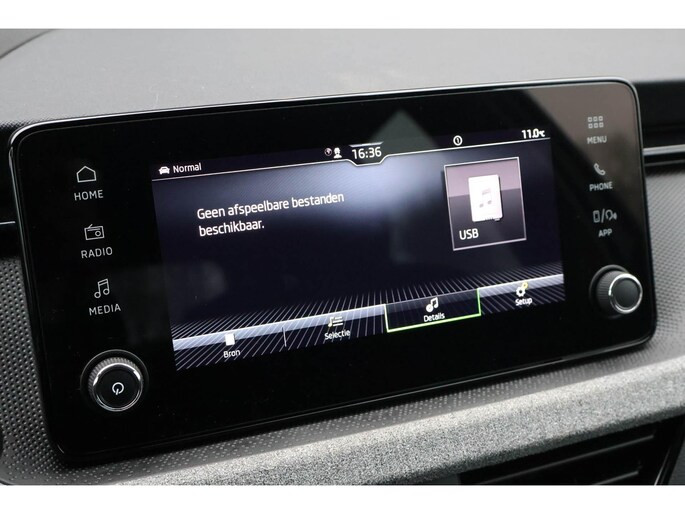 HOME
RADIO
MEDIA
Normal
16:36
11.0°C
Geen afspeelbare bestanden
beschikbaar.
USB
Bron
Selectie
Details
Setup
MENU
PHONE
APP